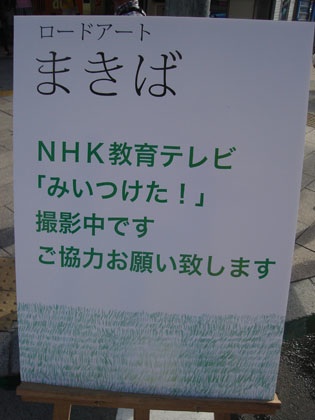 ロードアート
まきば
NHK教育テレビ
「みいつけた！」
撮影中です
ご協力お願い致します